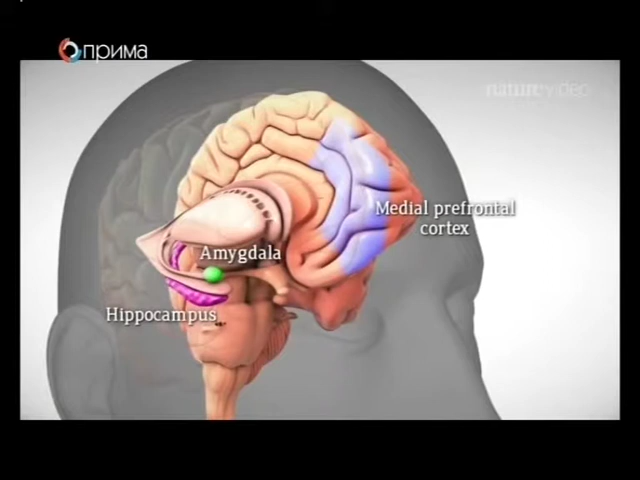 прима
nature video
Medial prefrontal
cortex
Amygdala
Hippocampus